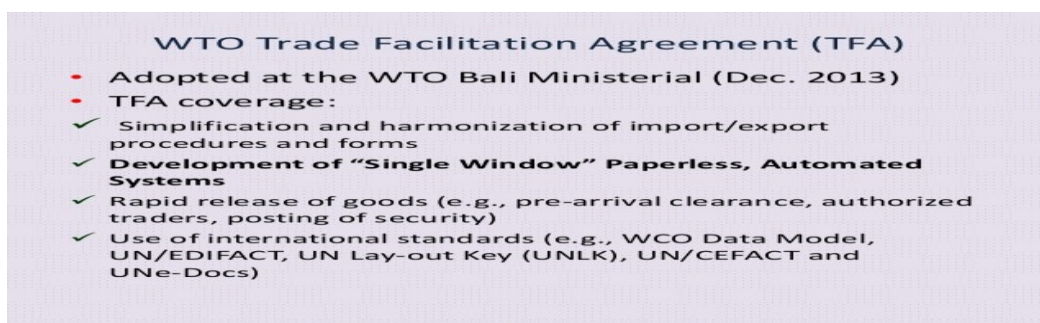 WTO Trade Facilitation Agreement (TFA)
• Adopted at the WTO Bali Ministerial (Dec. 2013)
• TFA coverage:
✓ Simplification and harmonization of import/export
procedures and forms
✓ Development of “Single Window” Paperless, Automated
Systems
✓ Rapid release of goods (e.g., pre-arrival clearance, authorized
traders, posting of security)
✓ Use of international standards (e.g., WCO Data Model,
UN/EDIFACT, UN Lay-out Key (UNLK), UN/CEFACT and
UNe-Docs)